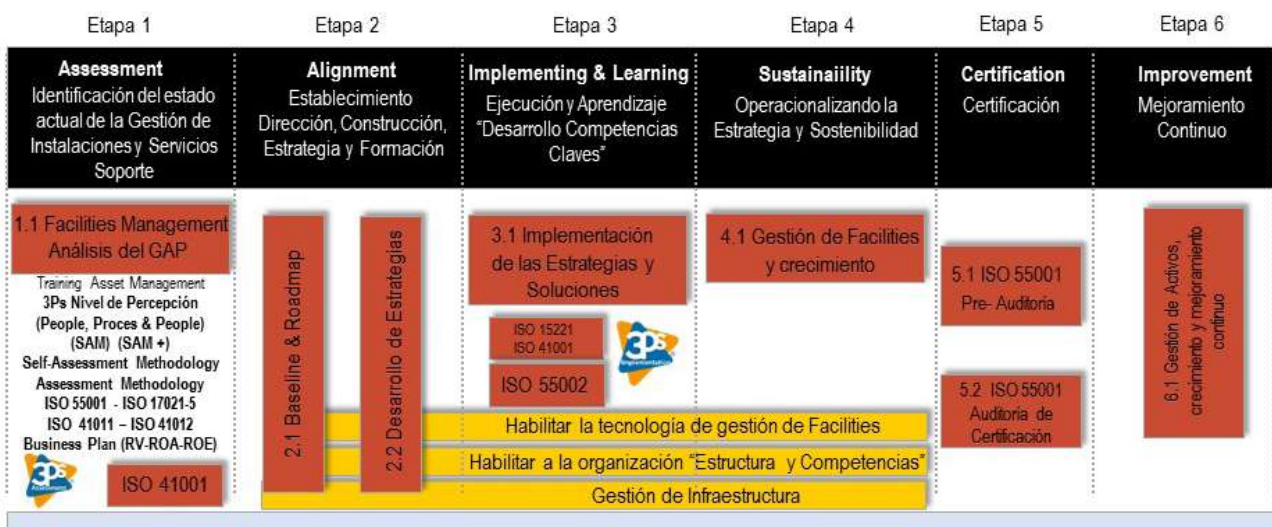 Etapa 1
Etapa 2
Etapa 3
Etapa 4
Etapa 5
Etapa 6
Assessment
Identificación del estado
actual de la Gestión de
Instalaciones y Servicios
Soporte
Alignment
Establecimiento
Dirección, Construcción,
Estrategia y Formación
Implementing & Learning
Ejecución y Aprendizaje
“Desarrollo Competencias
Claves”
Sustainaiility
Operacionalizando la
Estrategia y Sostenibilidad
Certification
Certificación
Improvement
Mejoramiento
Continuo
1.1 Facilities Management
Análisis del GAP
Training Asset Management
3Ps Nivel de Percepción
(People, Proces & People)
(SAM) (SAM +)
Self-Assessment Methodology
Assessment Methodology
ISO 55001 - ISO 17021-5
ISO 41011 – ISO 41012
Business Plan (RV-ROA-ROE)
3Ps
ISO 41001
2.1 Baseline & Roadmap
2.2 Desarrollo de Estrategias
3.1 Implementación
de las Estrategias y
Soluciones
ISO 15221
ISO 41001
3Ps
ISO 55002
4.1 Gestión de Facilities
y crecimiento
Habilitar la tecnología de gestión de Facilities
Habilitar a la organización “Estructura y Competencias”
Gestión de Infraestructura
5.1 ISO 55001
Pre- Auditoria
5.2 ISO 55001
Auditoria de
Certificación
6.1 Gestión de Activos,
crecimiento y mejoramiento
continuo